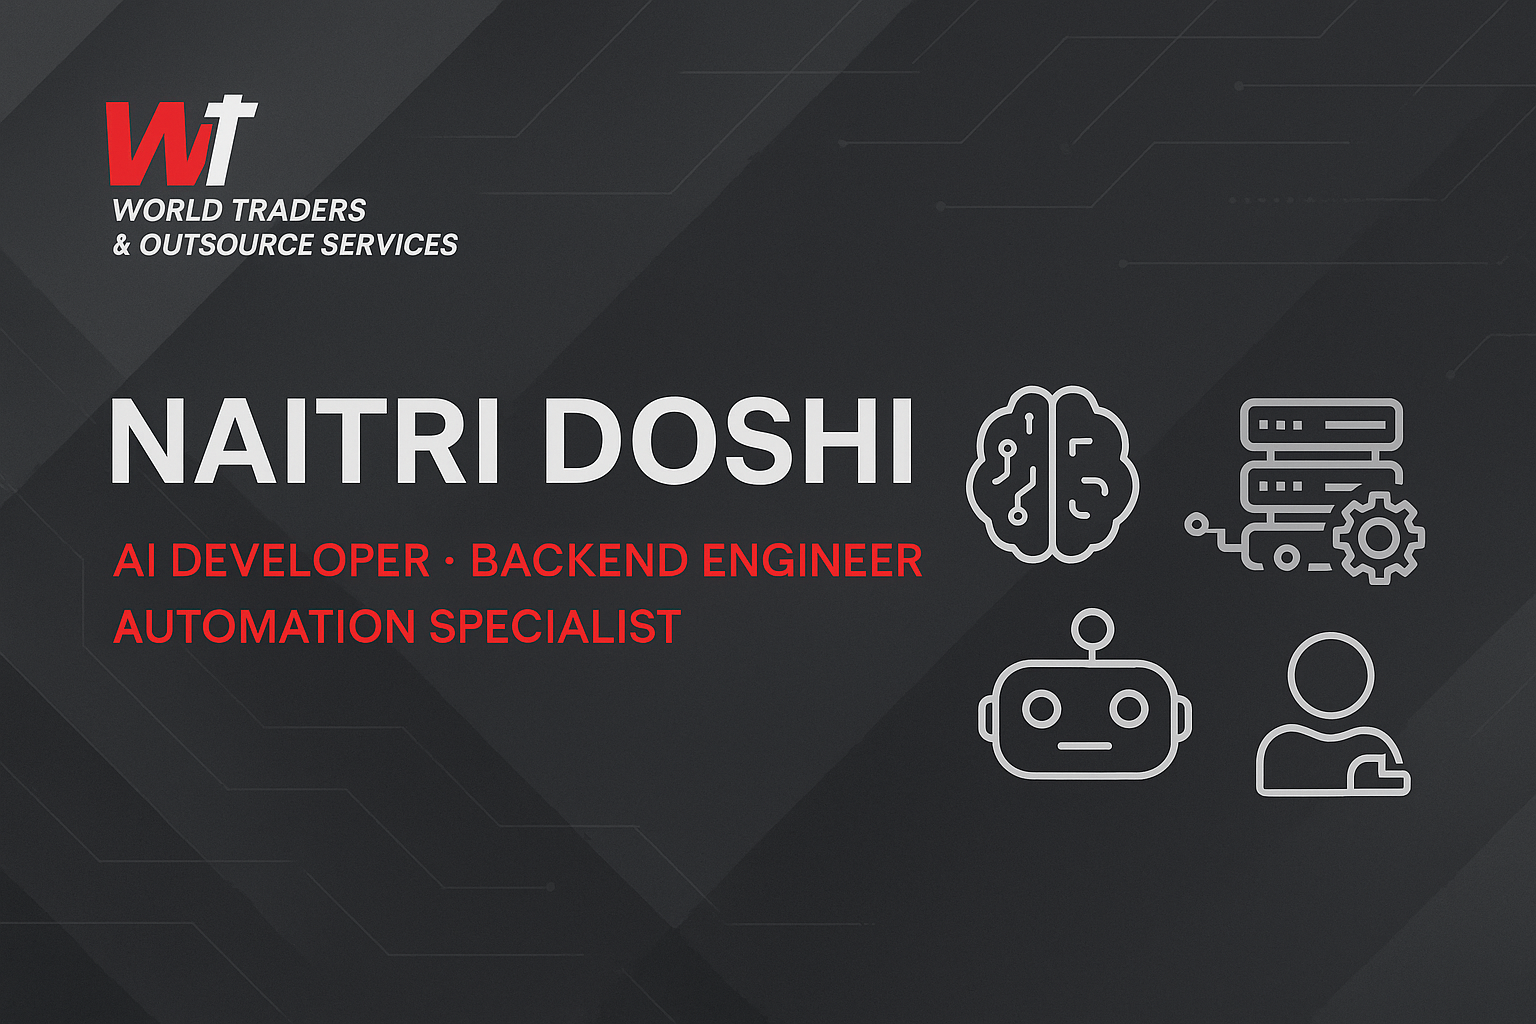 WT
WORLD TRADERS
& OUTSOURCE SERVICES
NAITRI DOSHI
AI DEVELOPER · BACKEND ENGINEER
AUTOMATION SPECIALIST